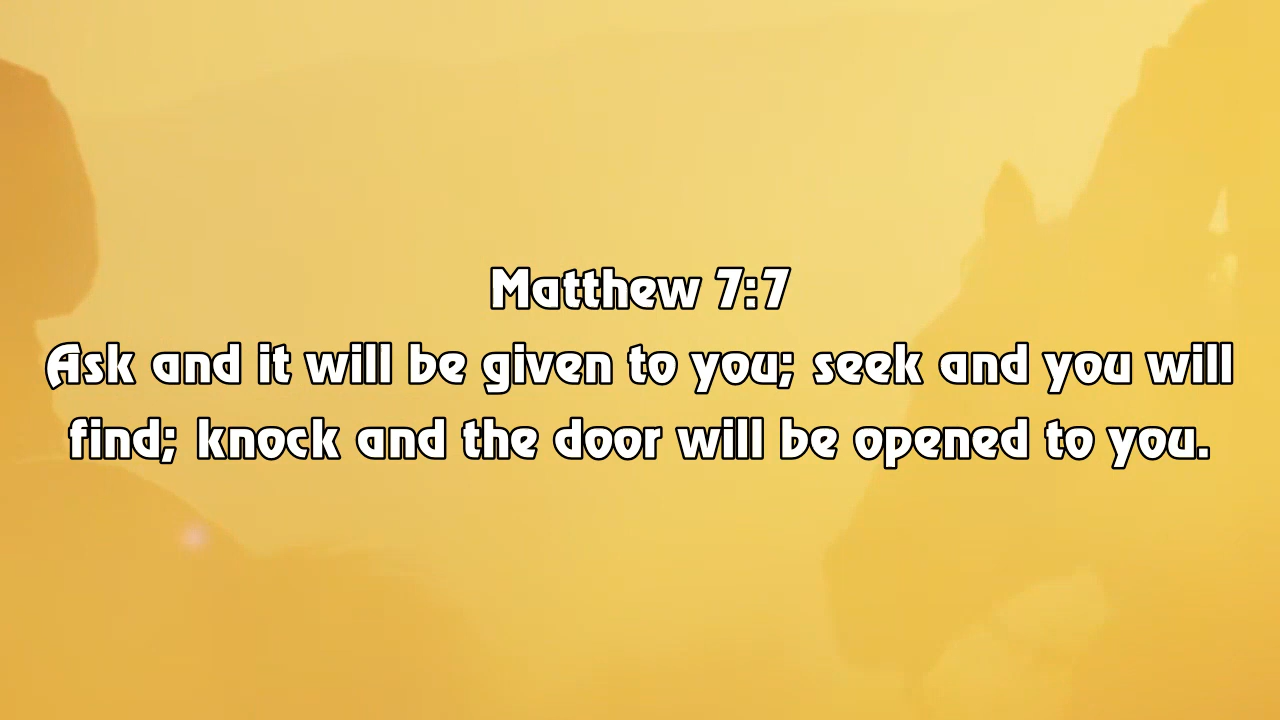 Matthew 7:7
Ask and it will be given to you; seek and you will
find; knock and the door will be opened to you.